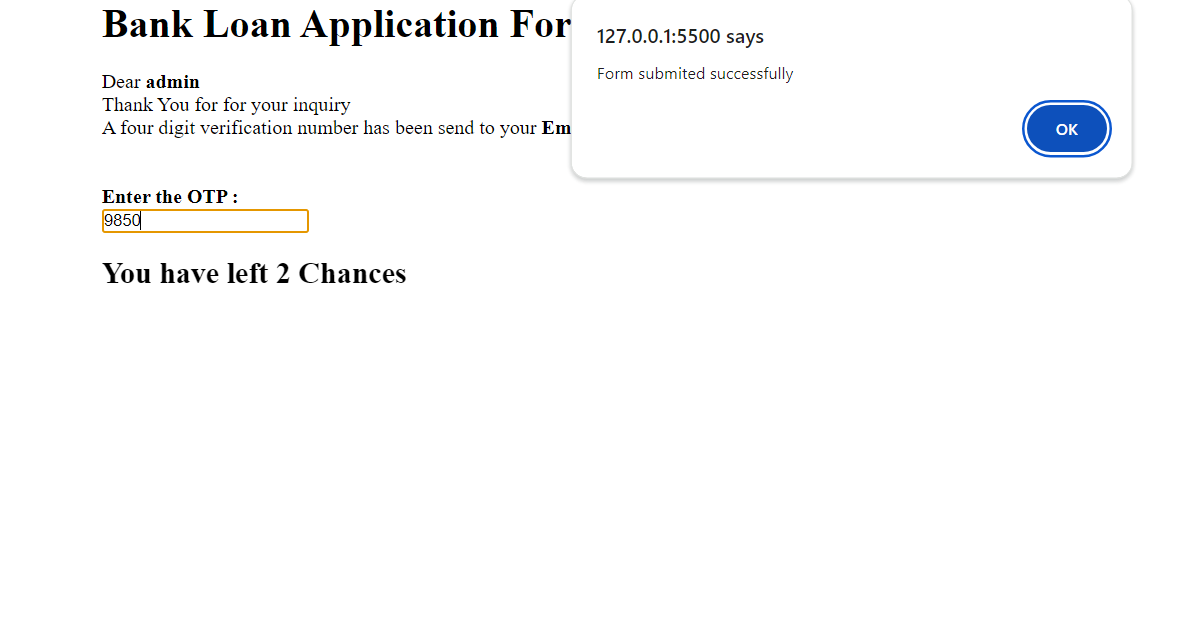 Bank Loan Application For
127.0.0.1:5500 says
Form submited successfully
OK
Dear admin
Thank You for for your inquiry
A four digit verification number has been send to your Em
Enter the OTP :
9850
You have left 2 Chances